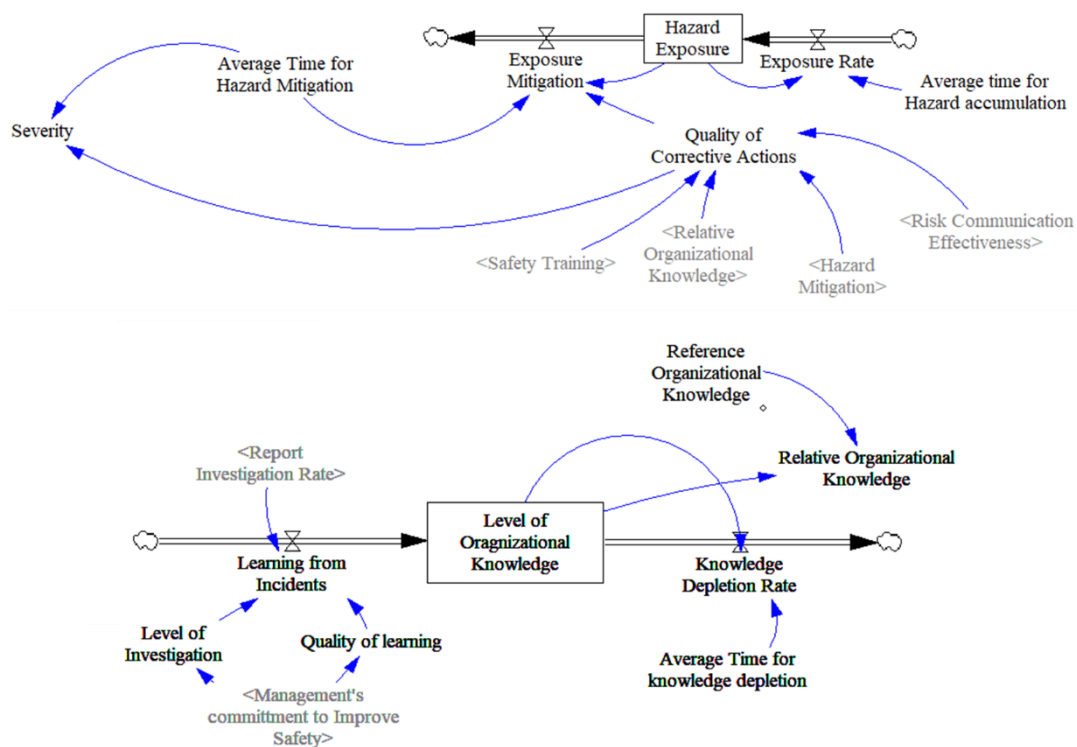 Hazard
Exposure
Exposure
Mitigation
Exposure Rate
Average Time for
Hazard Mitigation
Average time for
Hazard accumulation
Severity
Quality of
Corrective Actions
<Risk Communication
Effectiveness>
<Relative
Organizational
Knowledge>
<Safety Training>
<Hazard
Mitigation>
Reference
Organizational
Knowledge
<Report
Investigation Rate>
Relative Organizational
Knowledge
Level of
Oragnizational
Knowledge
Learning from
Incidents
Knowledge
Depletion Rate
Level of
Investigation
Quality of learning
Average Time for
knowledge depletion
<Management's
committment to Improve
Safety>